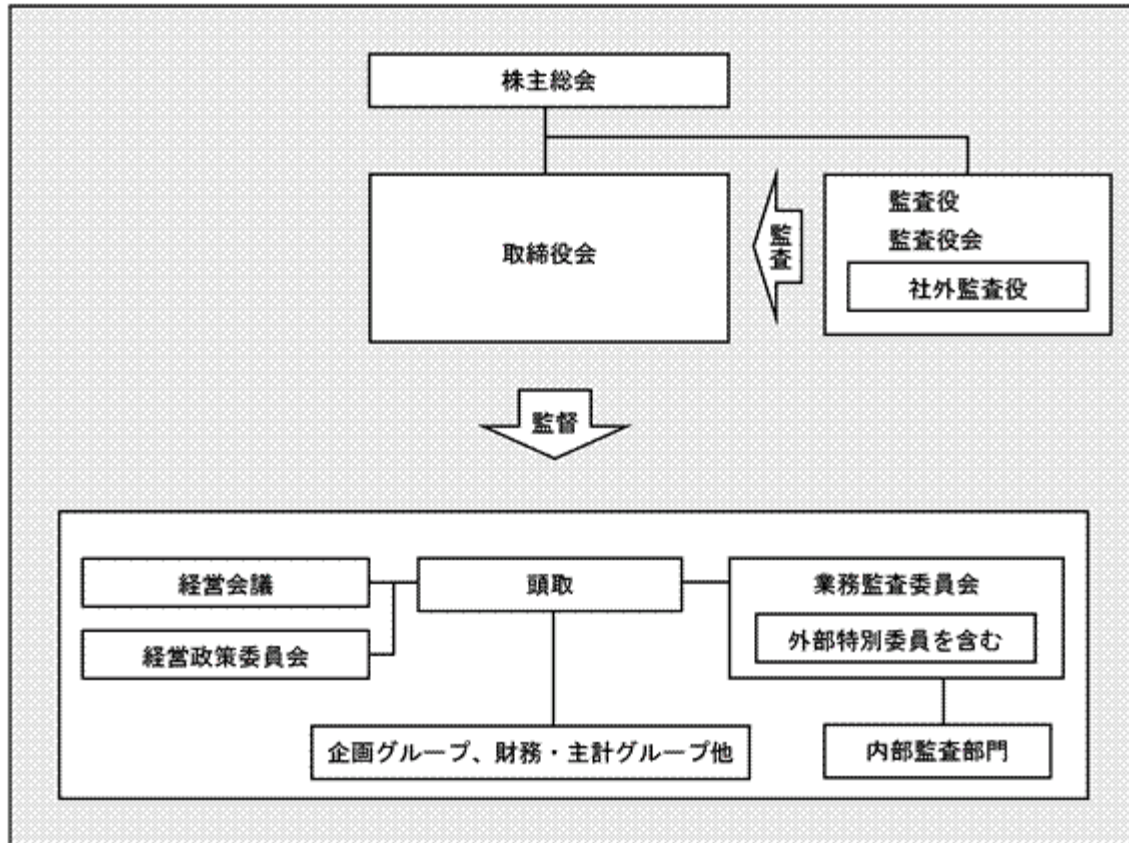 株主総会
取締役会
監査
監査役
監査役会
社外監査役
監督
経営会議
経営政策委員会
頭取
業務監査委員会
外部特別委員を含む
企画グループ、財務・主計グループ他
内部監査部門